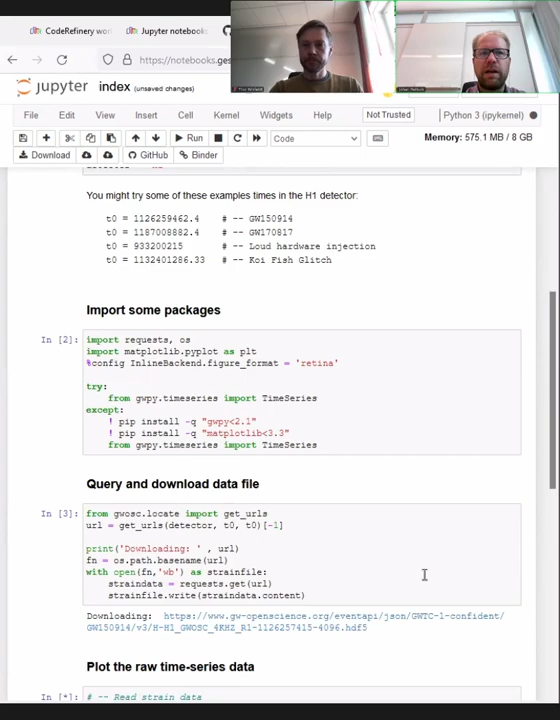 CodeRefinery wor
Jupyter notebooks
https://notebooks.ges
jupyter index (unsaved changes)
File Edit View Insert Cell Kernel Widgets Help Not Trusted Python 3 (ipykernel)
Run Code Memory: 575.1 MB / 8 GB
Download GitHub Binder
You might try some of these examples times in the H1 detector:
t0 = 1126259462.4 # -- GW150914
t0 = 1187008882.4 # -- GW170817
t0 = 933200215 # -- Loud hardware injection
t0 = 1132401286.33 # -- Koi Fish Glitch
Import some packages
In [2]: import requests, os
import matplotlib.pyplot as plt
%config InlineBackend.figure_format = 'retina'
try:
from gwpy.timeseries import TimeSeries
except:
! pip install -q "gwpy<2.1"
! pip install -q "matplotlib<3.3"
from gwpy.timeseries import TimeSeries
Query and download data file
In [3]: from gwosc.locate import get_urls
url = get_urls(detector, t0, t0)[-1]
print('Downloading: ' , url)
fn = os.path.basename(url)
with open(fn,'wb') as strainfile:
straindata = requests.get(url)
strainfile.write(straindata.content)
Downloading: https://www.gw-openscience.org/eventapi/json/GWTC-1-confident/
GW150914/v3/H-H1_GWOSC_4KHZ_R1-1126257415-4096.hdf5
Plot the raw time-series data
In [*]: # -- Read strain data